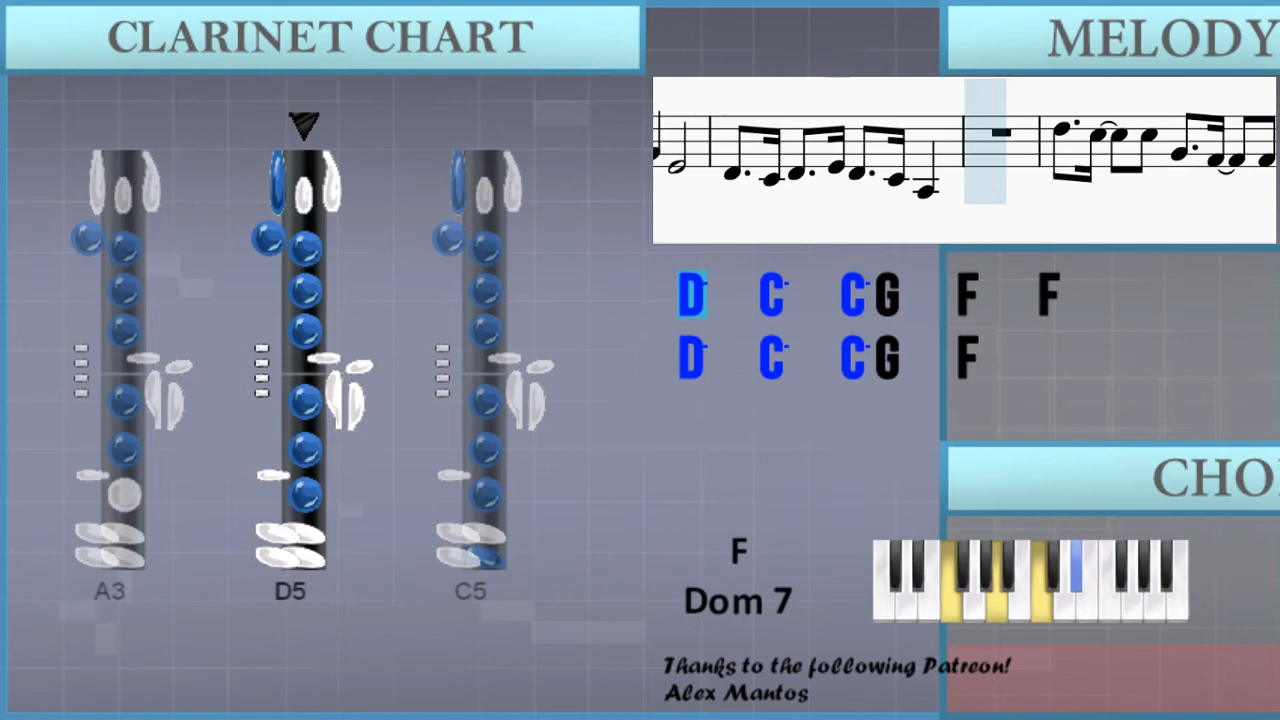 CLARINET CHART
MELODY
D- C- C-G F F
D- C- C-G F
CHO
A3 D5 C5
F
Dom 7
Thanks to the following Patreon!
Alex Mantos